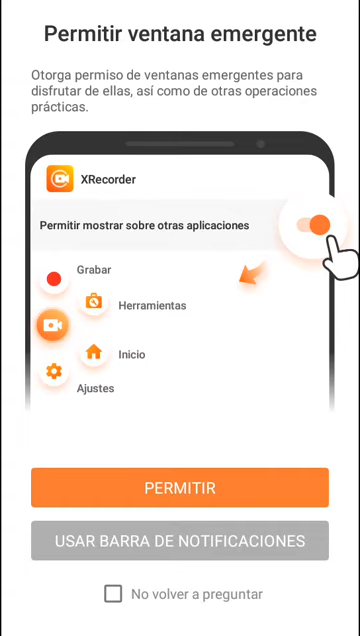 Permitir ventana emergente
Otorga permiso de ventanas emergentes para
disfrutar de ellas, así como de otras operaciones
prácticas.
XRecorder
Permitir mostrar sobre otras aplicaciones
Grabar
Herramientas
Inicio
Ajustes
PERMITIR
USAR BARRA DE NOTIFICACIONES
No volver a preguntar